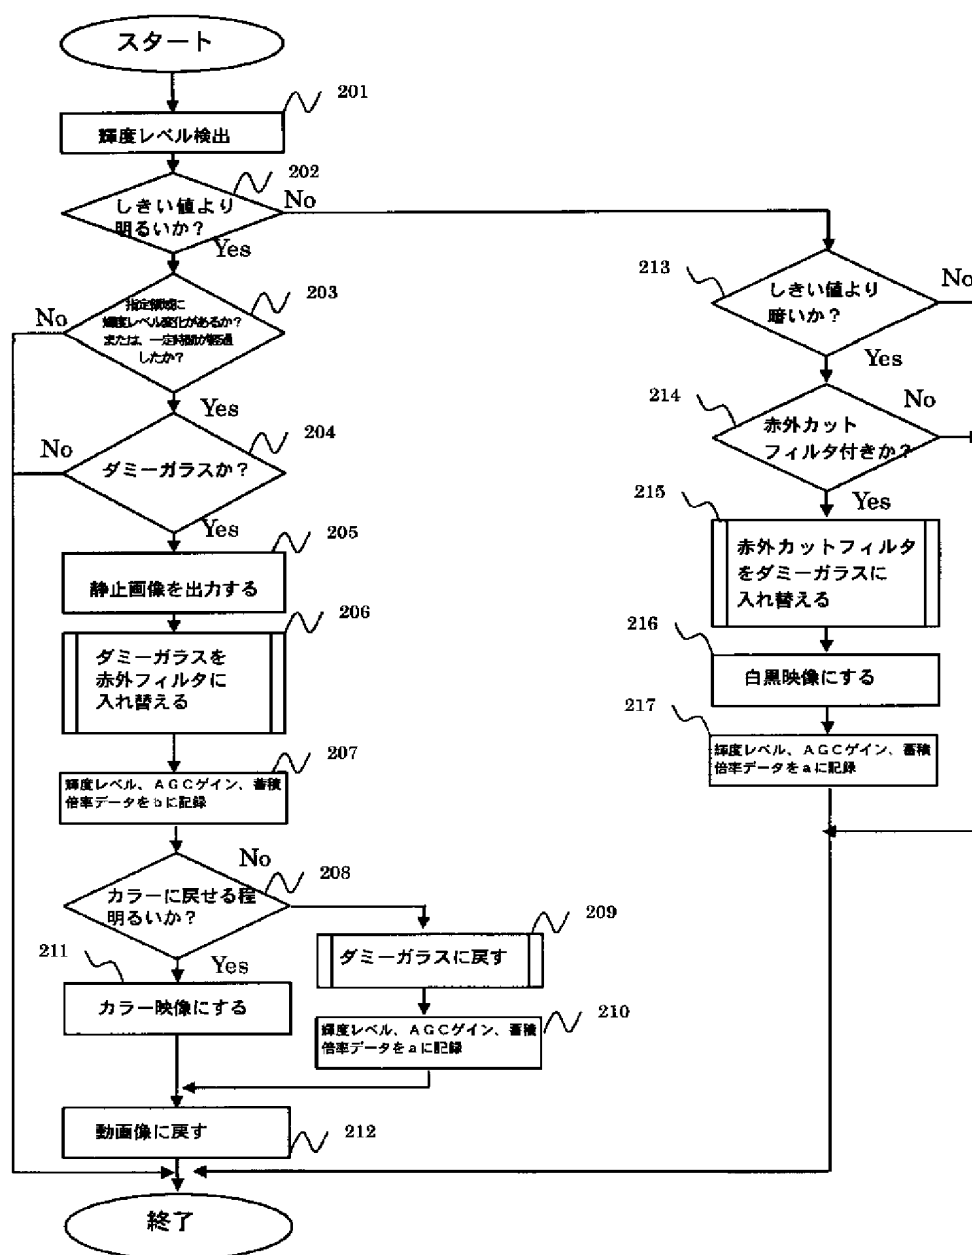 スタート
201
輝度レベル検出
202
しきい値より
明るいか?
No
Yes
203
指定領域に
輝度レベル変化があるか?
または、一定時間が経過
したか?
No
Yes
204
ダミーガラスか?
No
Yes
205
静止画像を出力する
206
ダミーガラスを
赤外フィルタに
入れ替える
207
輝度レベル、AGCゲイン、蓄積
倍率データをbに記録
208
カラーに戻せる程
明るいか?
No
Yes
209
ダミーガラスに戻す
210
輝度レベル、AGCゲイン、蓄積
倍率データをaに記録
211
カラー映像にする
動画像に戻す
212
終了
213
しきい値より
暗いか?
No
Yes
214
赤外カット
フィルタ付きか?
No
Yes
215
赤外カットフィルタ
をダミーガラスに
入れ替える
216
白黒映像にする
217
輝度レベル、AGCゲイン、蓄積
倍率データをaに記録